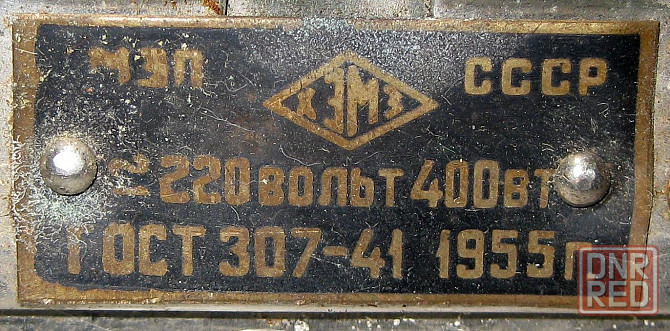 МЭП ХЭМЗ СССР
~ 220 вольт 400вт
ГОСТ 307-41 1955г
DNR
RED